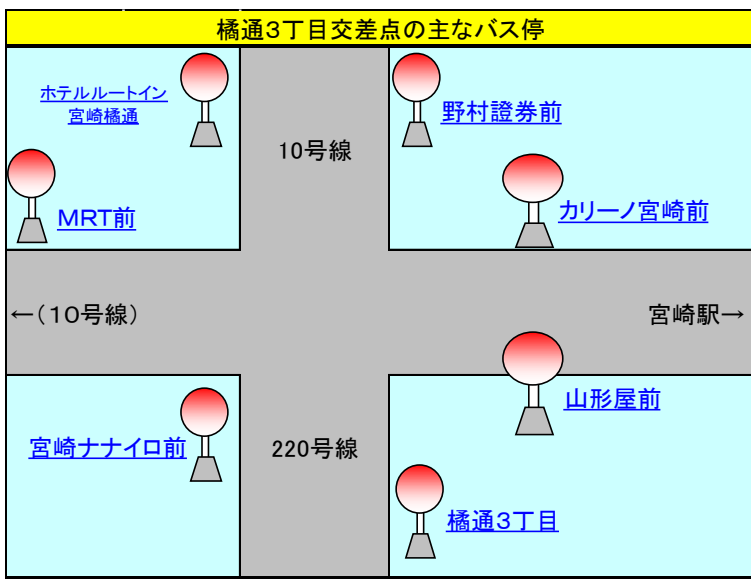 橘通3丁目交差点の主なバス停
ホテルルートイン
宮崎橘通
野村證券前
10号線
MRT前
カリーノ宮崎前
←(10号線)
宮崎駅→
山形屋前
宮崎ナナイロ前
220号線
橘通3丁目